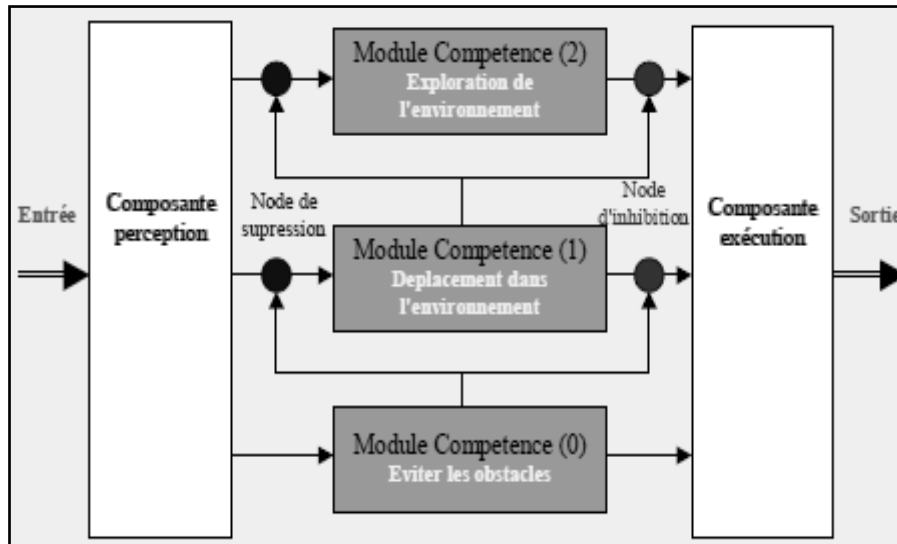 Module Competence (2)
Exploration de
l'environnement
Entrée
Composante
perception
Node de
supression
Node
d'inhibition
Composante
exécution
Sortie
Module Competence (1)
Deplacement dans
l'environnement
Module Competence (0)
Eviter les obstacles